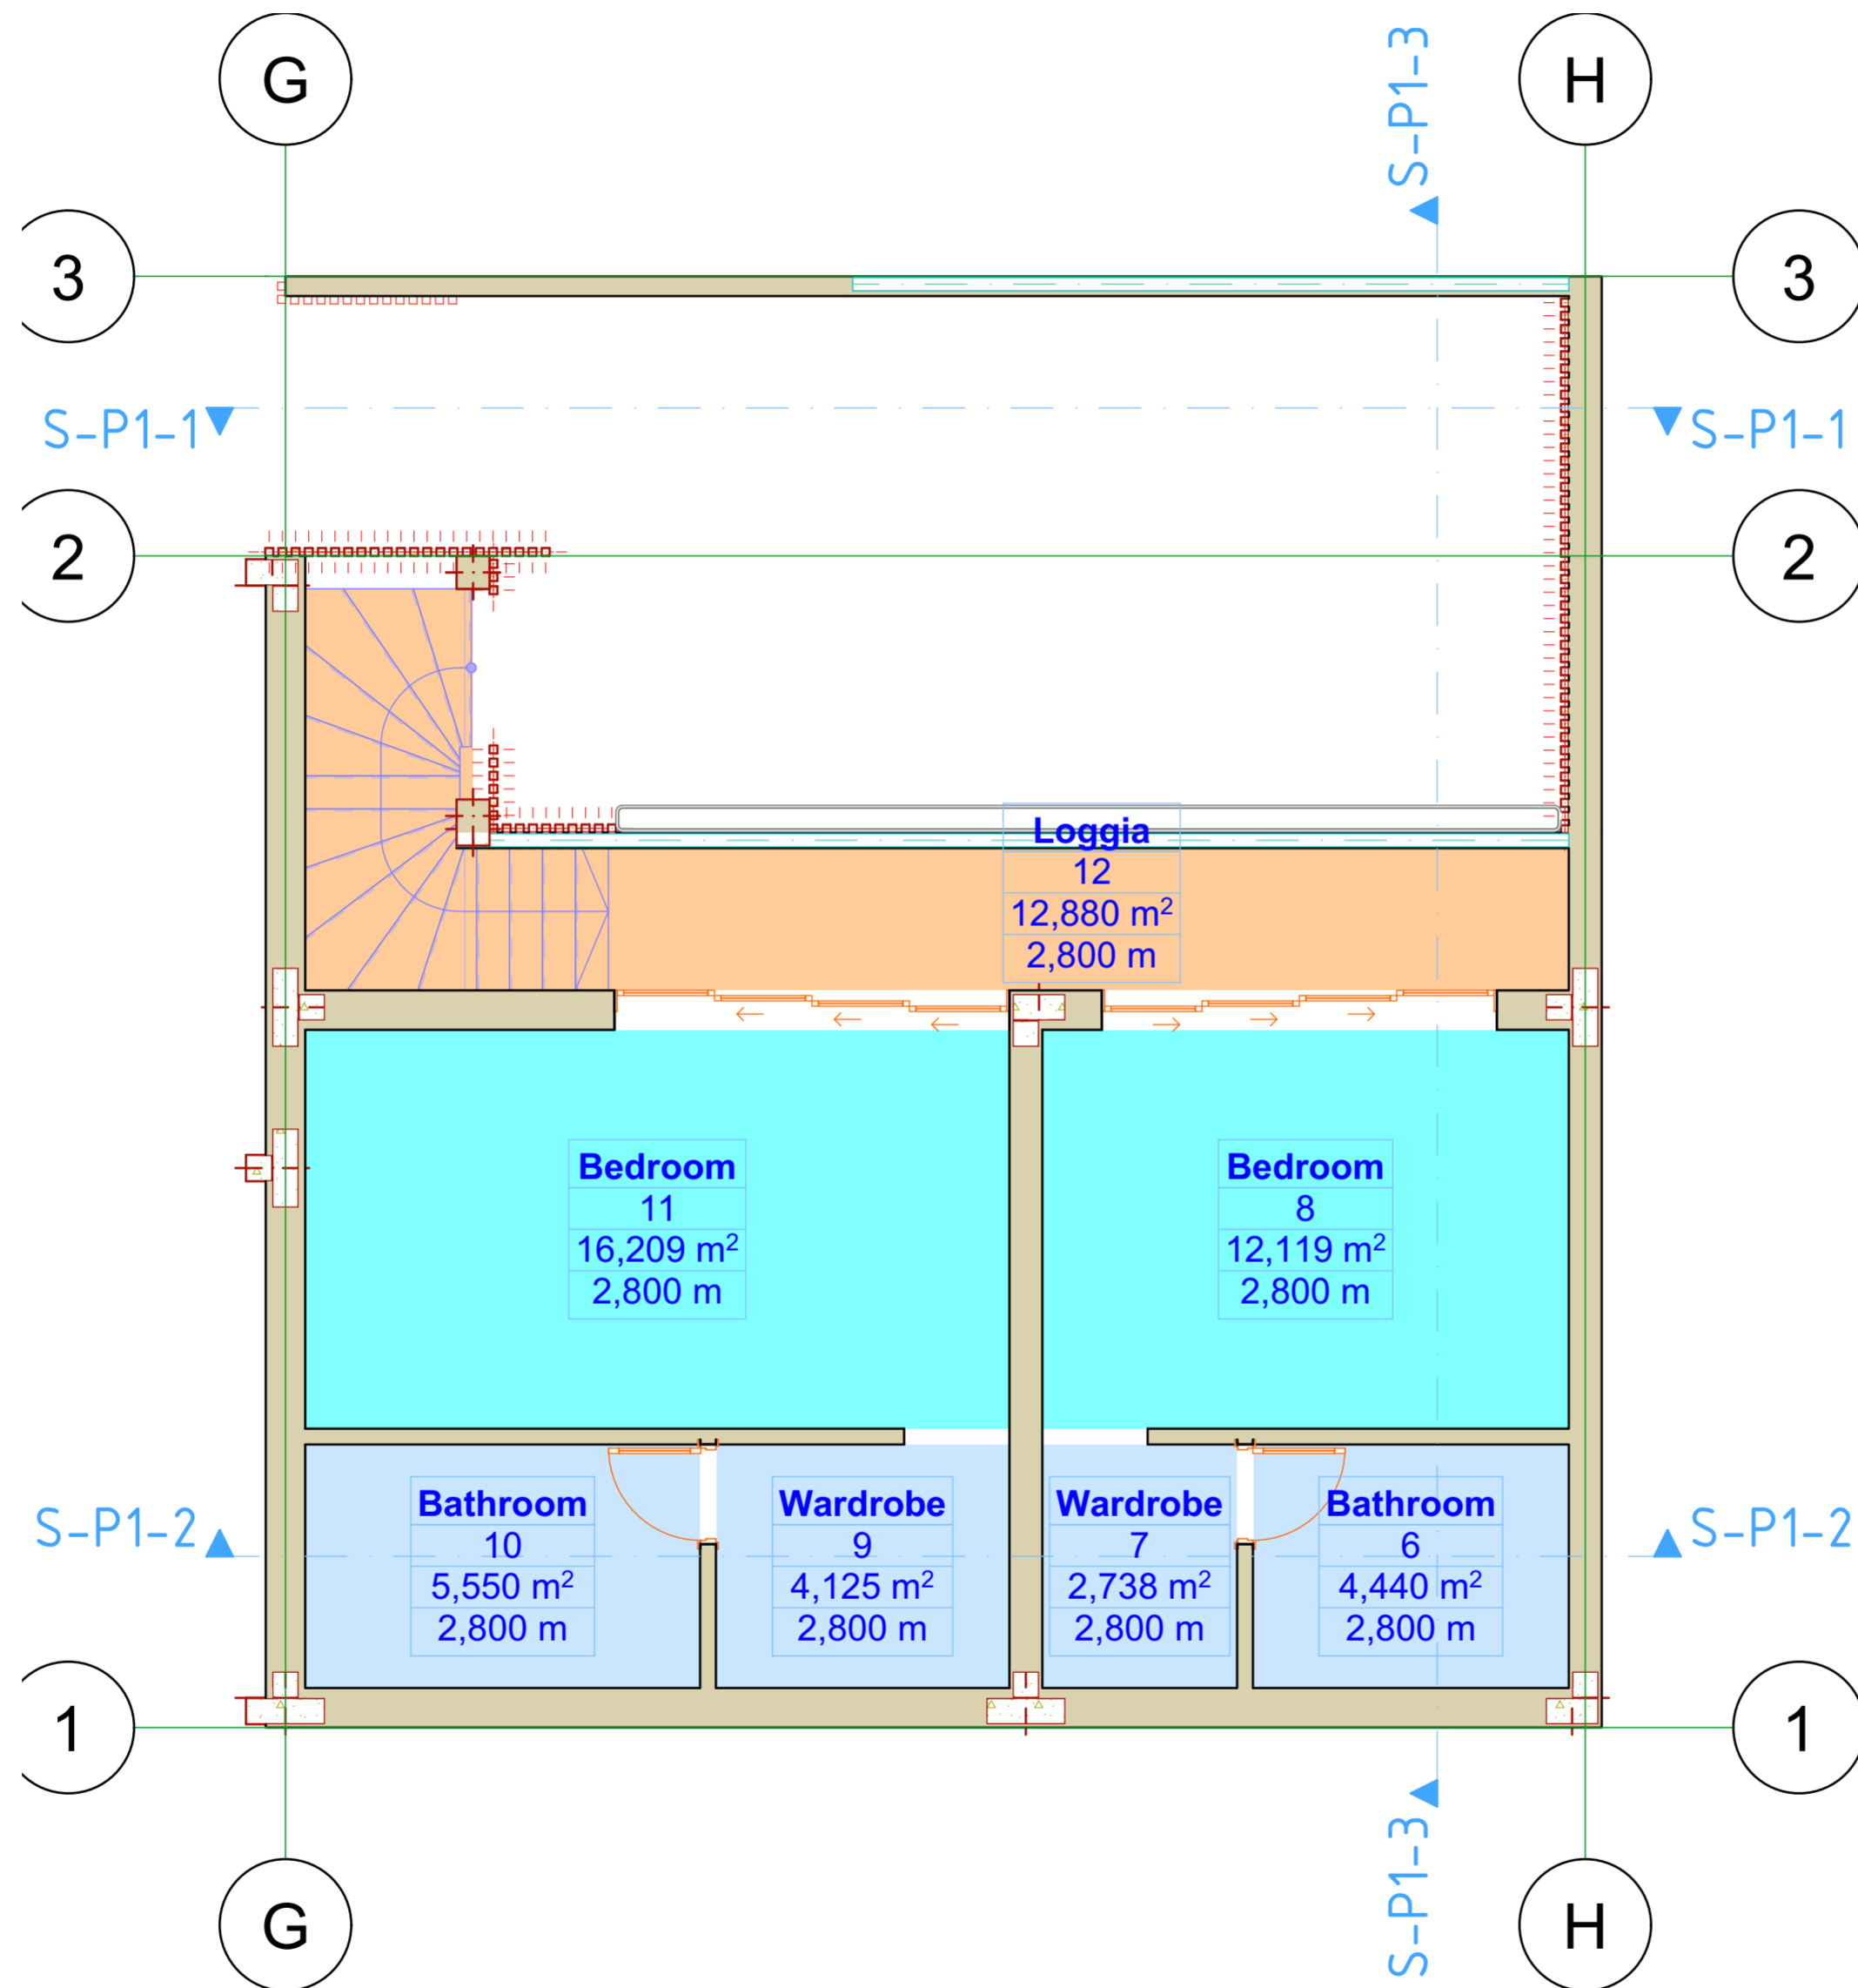 G
H
S-P1-3
3
3
S-P1-1
S-P1-1
2
2
Loggia
12
12,880 m²
2,800 m
Bedroom
11
16,209 m²
2,800 m
Bedroom
8
12,119 m²
2,800 m
S-P1-2
S-P1-2
Bathroom
10
5,550 m²
2,800 m
Wardrobe
9
4,125 m²
2,800 m
Wardrobe
7
2,738 m²
2,800 m
Bathroom
6
4,440 m²
2,800 m
1
1
S-P1-3
G
H